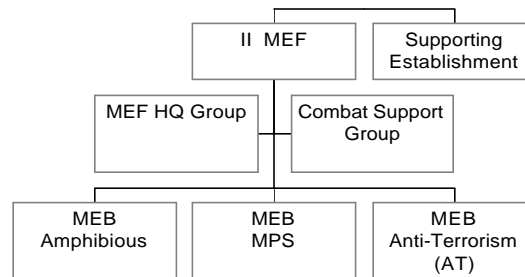 II MEF
Supporting
Establishment
MEF HQ Group
Combat Support
Group
MEB
Amphibious
MEB
MPS
MEB
Anti-Terrorism
(AT)